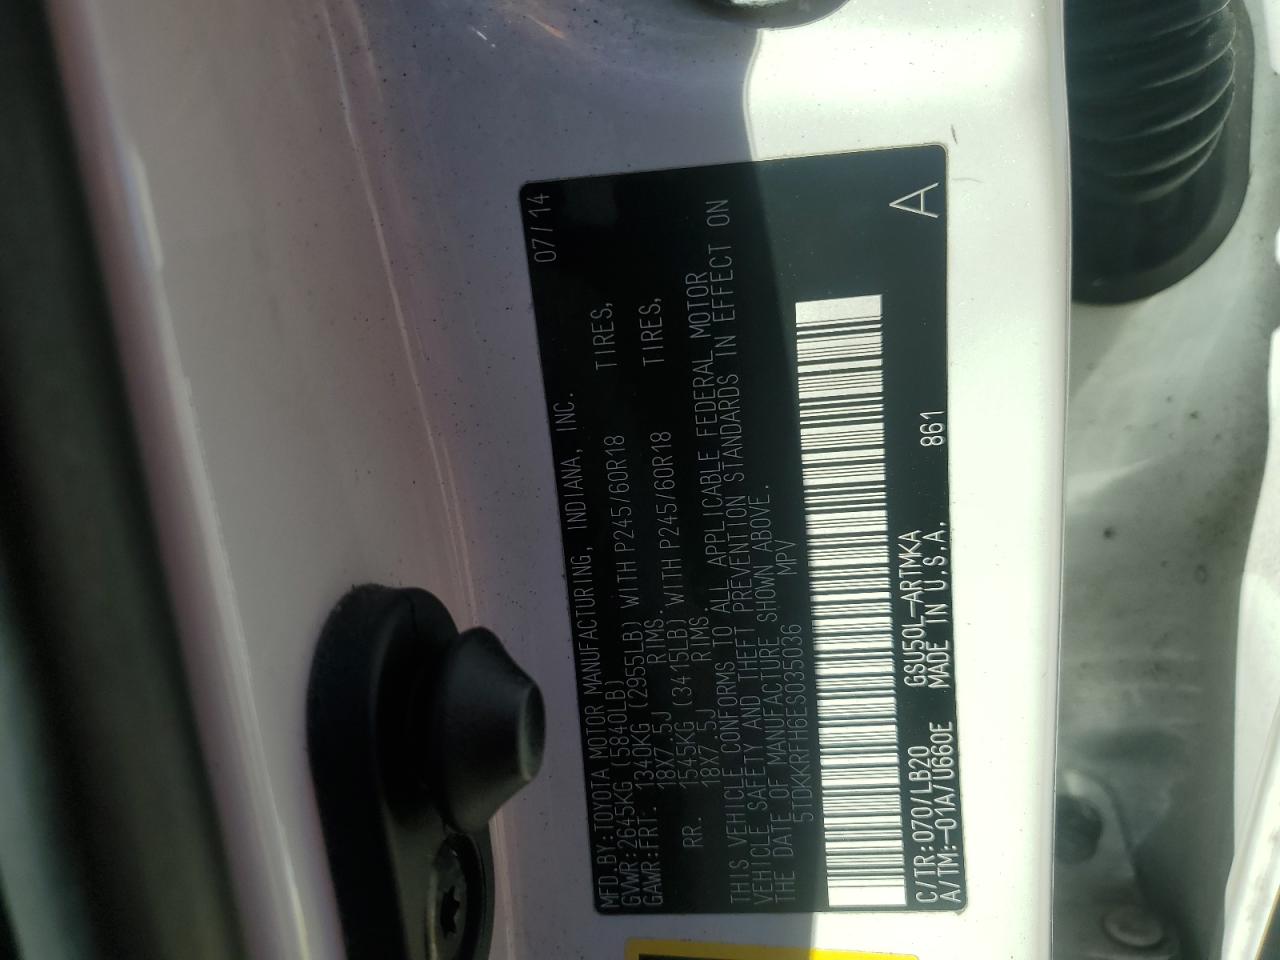 MFD.BY:TOYOTA MOTOR MANUFACTURING, INDIANA, INC. 07/14
GVWR:2645KG (5840LB)
GAWR:FRT. 1340KG (2955LB) WITH P245/60R18 TIRES,
18X7.5J RIMS.
RR. 1545KG (3415LB) WITH P245/60R18 TIRES,
18X7.5J RIMS.
THIS VEHICLE CONFORMS TO ALL APPLICABLE FEDERAL MOTOR
VEHICLE SAFETY AND THEFT PREVENTION STANDARDS IN EFFECT ON
THE DATE OF MANUFACTURE SHOWN ABOVE.
5TDKKRFH6ES035036 MPV
C/TR:070/LB20 GSU50L-ARTMKA A
A/TM:-01A/U660E MADE IN U.S.A. 861